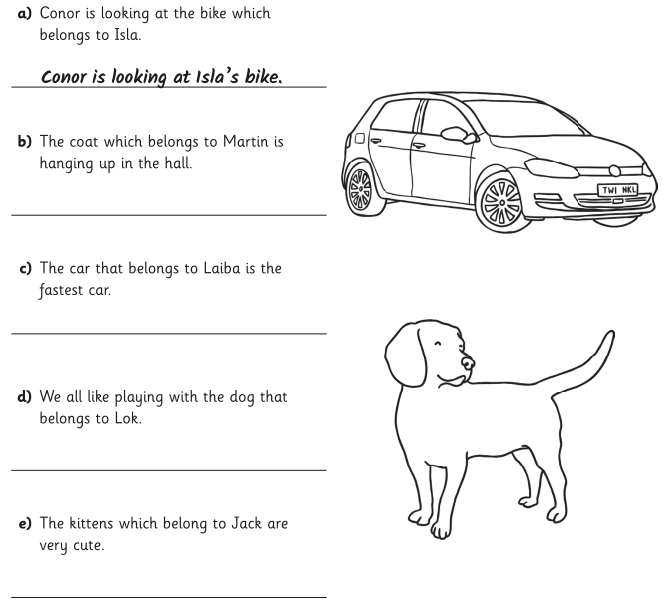 a) Conor is looking at the bike which
belongs to Isla.
Conor is looking at Isla's bike.
b) The coat which belongs to Martin is
hanging up in the hall.
TW1 NKL
c) The car that belongs to Laiba is the
fastest car.
d) We all like playing with the dog that
belongs to Lok.
e) The kittens which belong to Jack are
very cute.